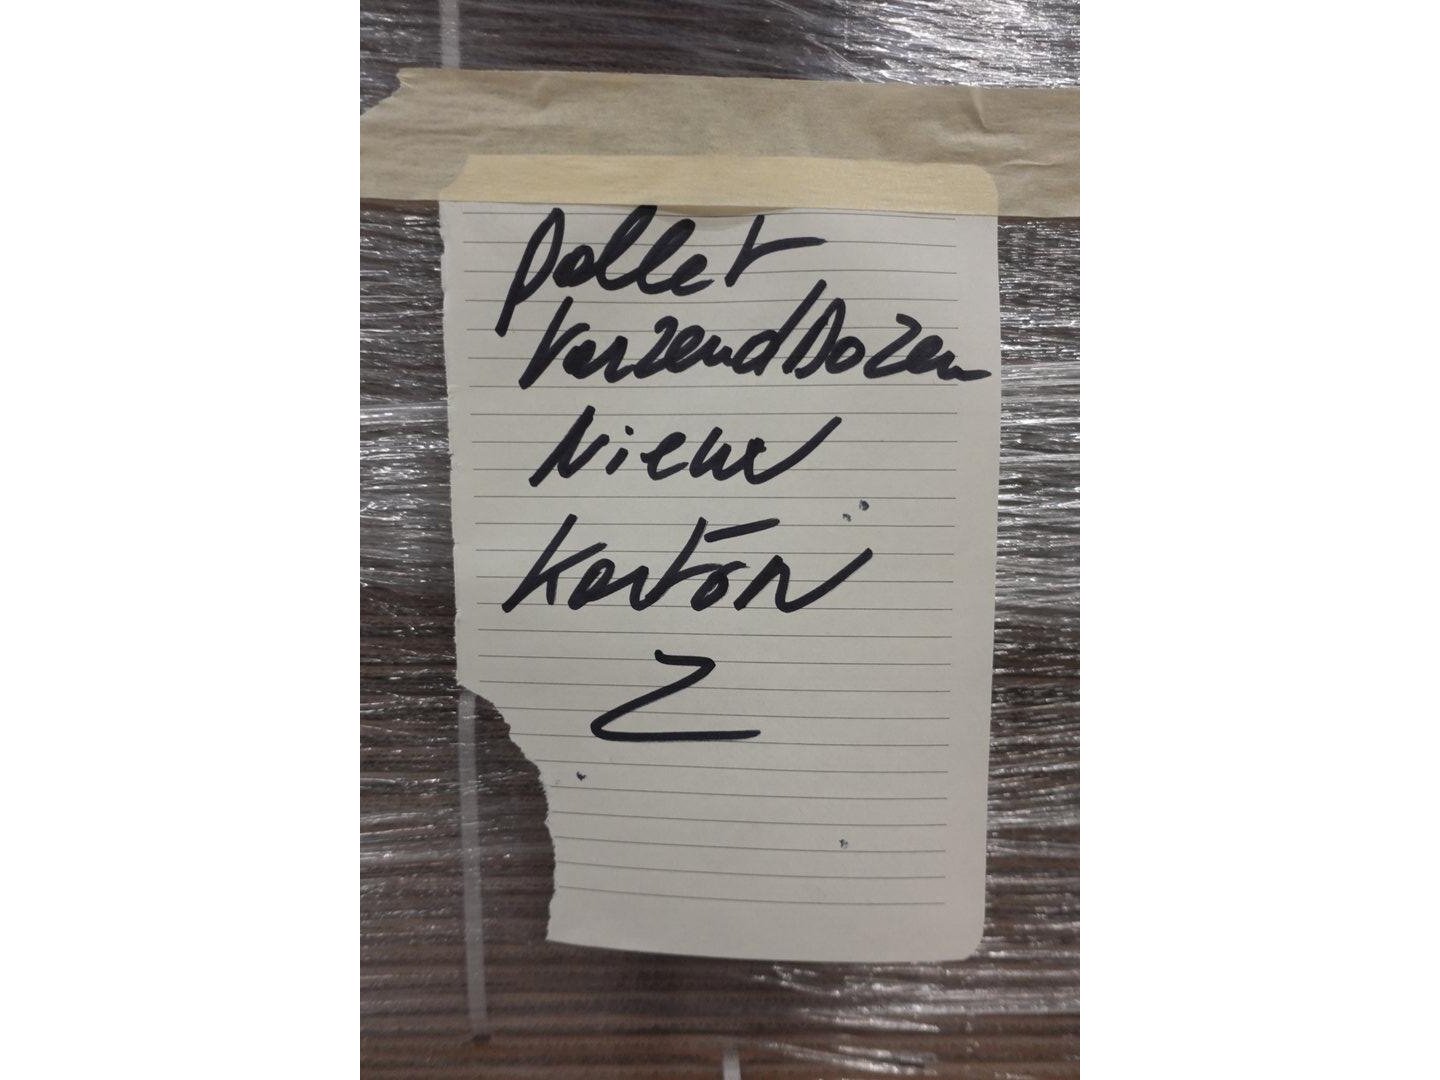 pallet
Verzenddozen
Nieuw
Karton
Z